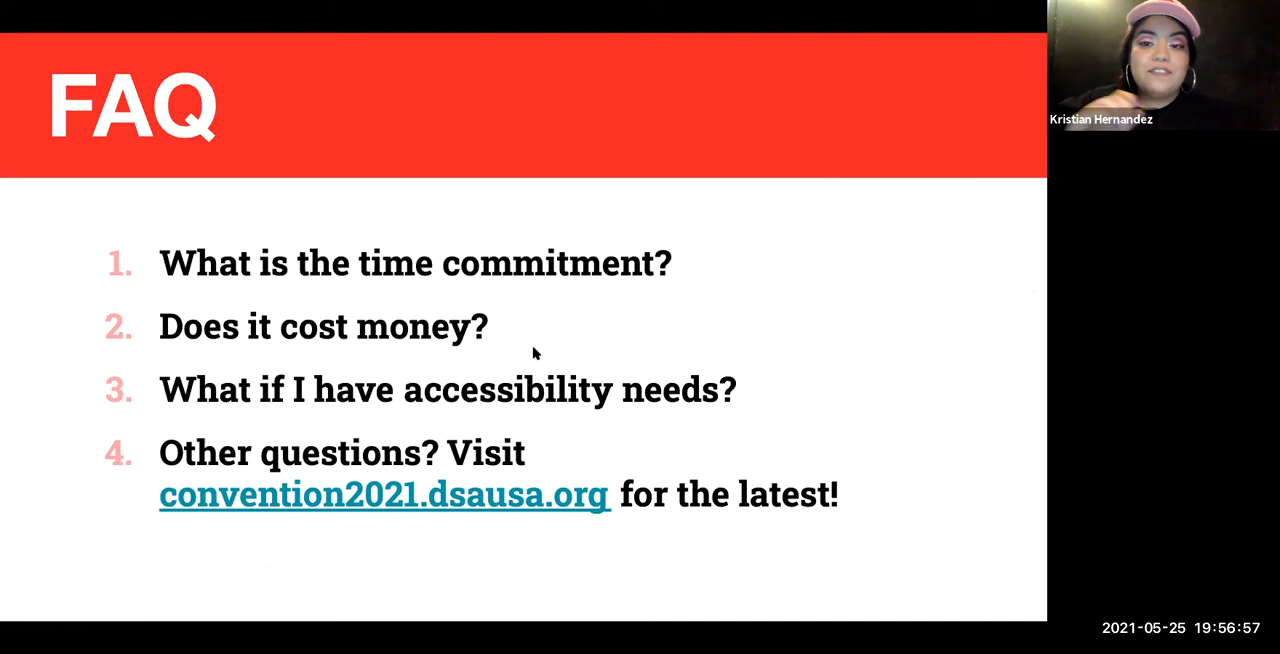 FAQ
Kristian Hernandez
1. What is the time commitment?
2. Does it cost money?
3. What if I have accessibility needs?
4. Other questions? Visit
convention2021.dsausa.org for the latest!
2021-05-25 19:56:57